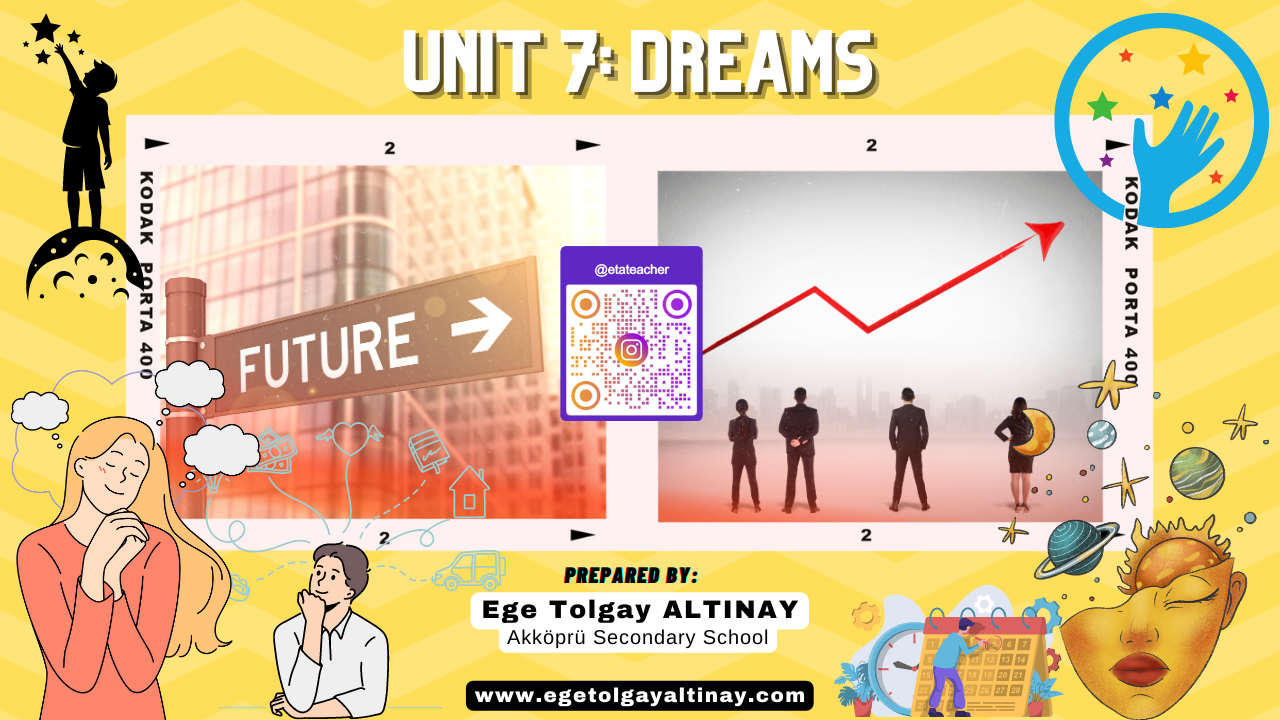 UNIT 7: DREAMS
2
2
KODAK PORTA 400
KODAK PORTA 400
@etateacher
FUTURE
2
2
PREPARED BY:
Ege Tolgay ALTINAY
Akköprü Secondary School
www.egetolgayaltinay.com